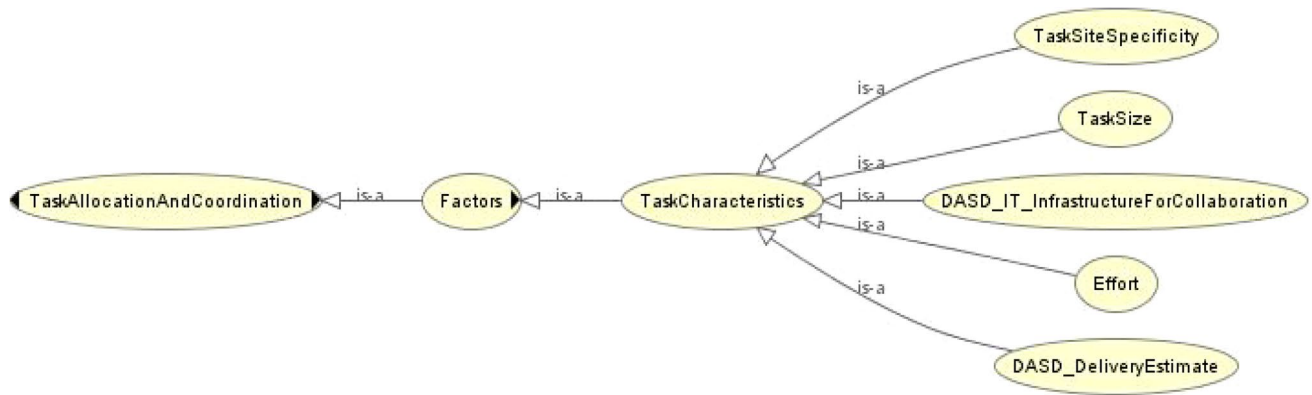 TaskSiteSpecificity
is-a
TaskSize
is-a
TaskAllocationAndCoordination
is-a
Factors
is-a
TaskCharacteristics
is-a
DASD_IT_InfrastructureForCollaboration
is-a
Effort
is-a
DASD_DeliveryEstimate